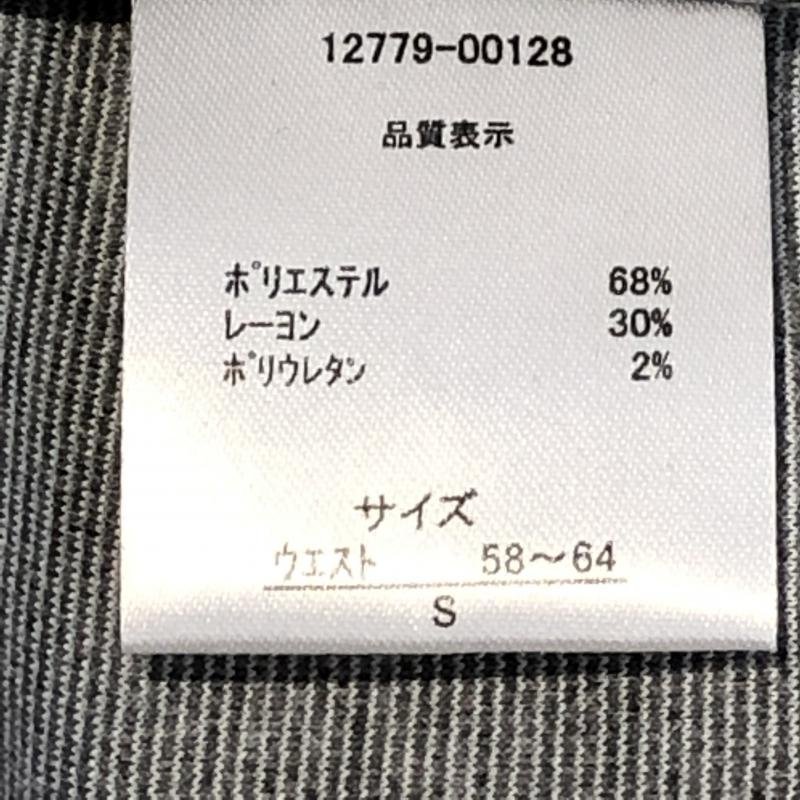 12779-00128
品質表示
ポリエステル 68%
レーヨン 30%
ポリウレタン 2%
サイズ
ウエスト 58～64
S